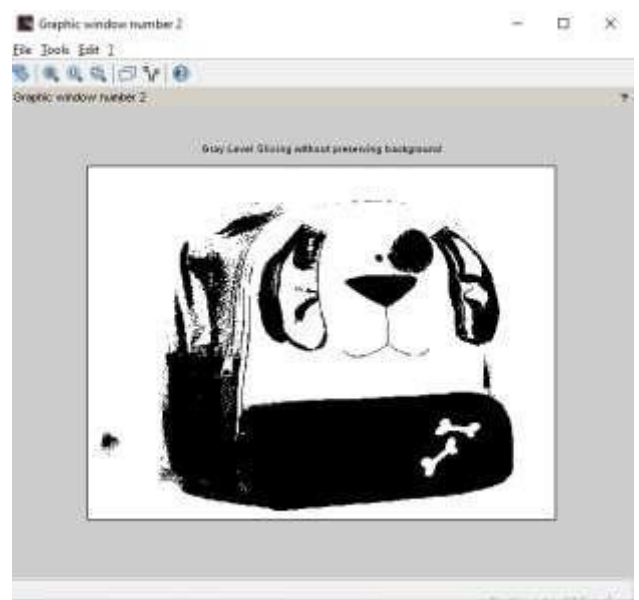 Graphic window number 2
File Tools Edit ?
Graphic window number 2
Gray Level Slicing without preserving background